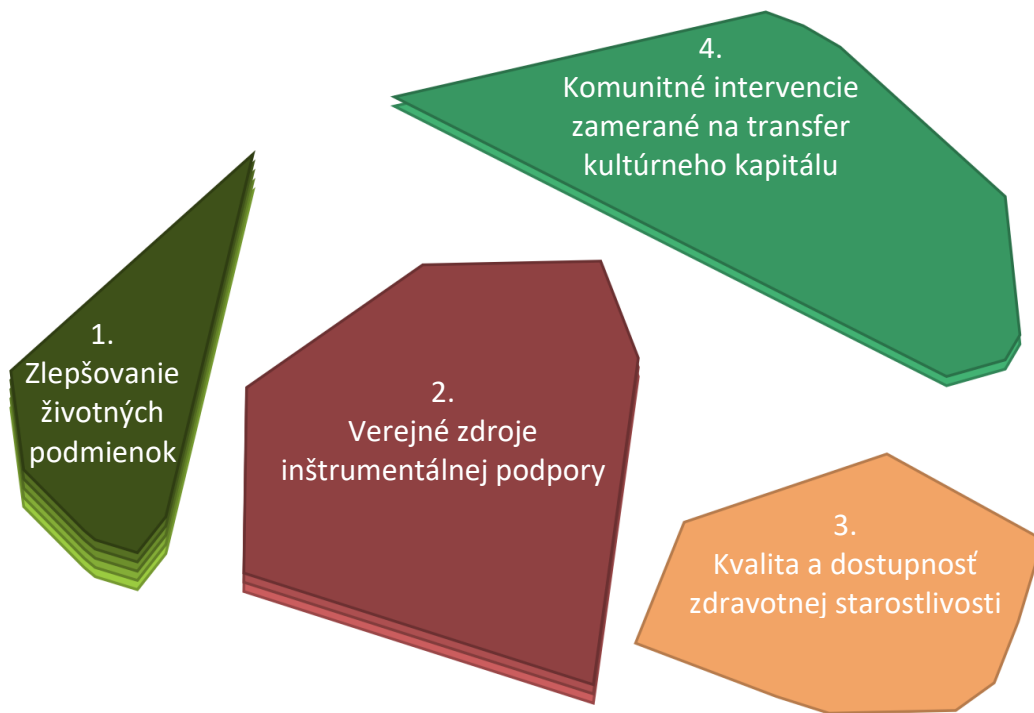 1.
Zlepšovanie
životných
podmienok
2.
Verejné zdroje
inštrumentálnej podpory
3.
Kvalita a dostupnosť
zdravotnej starostlivosti
4.
Komunitné intervencie
zamerané na transfer
kultúrneho kapitálu